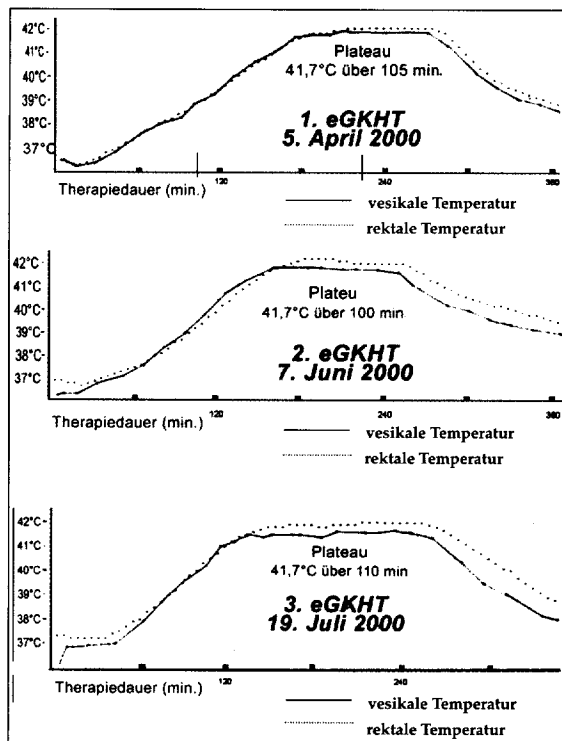 42°C
41°C
40°C
39°C
38°C
37°C
Plateau
41,7°C über 105 min.
1. eGKHT
5. April 2000
120
240
360
Therapiedauer (min.)
vesikale Temperatur
rektale Temperatur
42°C
41°C
40°C
39°C
38°C
37°C
Plateu
41,7°C über 100 min
2. eGKHT
7. Juni 2000
120
240
360
Therapiedauer (min.)
vesikale Temperatur
rektale Temperatur
42°C
41°C
40°C
39°C
38°C
37°C
Plateau
41,7°C über 110 min
3. eGKHT
19. Juli 2000
120
240
Therapiedauer (min.)
vesikale Temperatur
rektale Temperatur